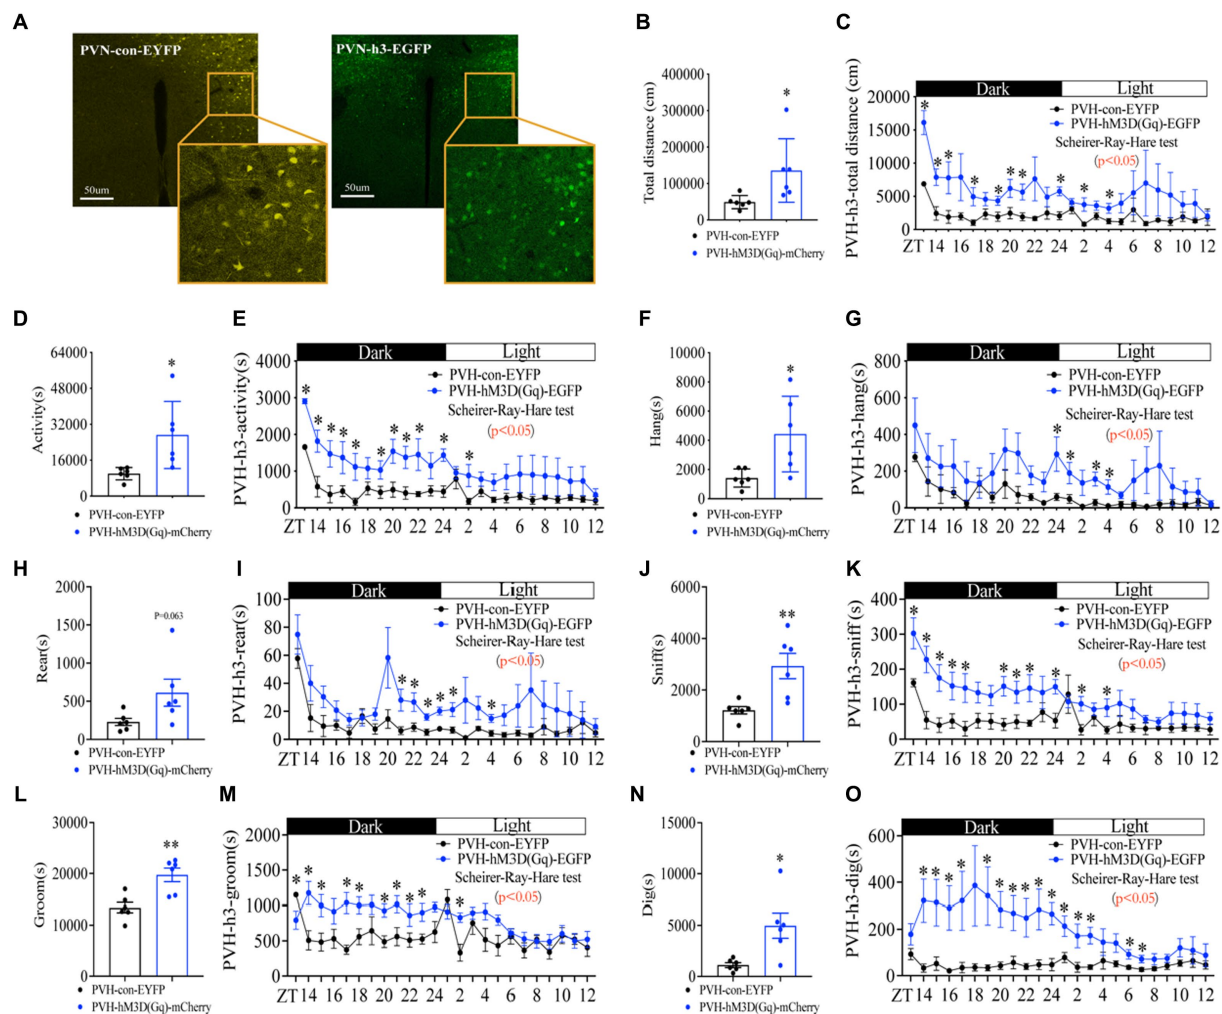 A
PVN-con-EYFP
50um
PVN-h3-EGFP
50um
B
Total distance (cm)
400000
300000
200000
100000
0
*
PVH-con-EYFP
PVH-hM3D(Gq)-mCherry
C
PVH-h3-total distance (cm)
Dark Light
20000
15000
10000
5000
0
PVH-con-EYFP
PVH-hM3D(Gq)-EGFP
Scheirer-Ray-Hare test
(p<0.05)
* * * * * * * * * * *
ZT 14 16 18 20 22 24 2 4 6 8 10 12
D
Activity(s)
64000
48000
32000
16000
0
*
PVH-con-EYFP
PVH-hM3D(Gq)-mCherry
E
PVH-h3-activity(s)
Dark Light
4000
3000
2000
1000
0
PVH-con-EYFP
PVH-hM3D(Gq)-EGFP
Scheirer-Ray-Hare test
(p<0.05)
* * * * * * * * * * *
ZT 14 16 18 20 22 24 2 4 6 8 10 12
F
Hang(s)
10000
8000
6000
4000
2000
0
*
PVH-con-EYFP
PVH-hM3D(Gq)-mCherry
G
PVH-h3-hang(s)
Dark Light
800
600
400
200
0
PVH-con-EYFP
PVH-hM3D(Gq)-EGFP
Scheirer-Ray-Hare test
(p<0.05)
* * * *
ZT 14 16 18 20 22 24 2 4 6 8 10 12
H
Rear(s)
2000
1500
1000
500
0
P=0.063
PVH-con-EYFP
PVH-hM3D(Gq)-mCherry
I
PVH-h3-rear(s)
Dark Light
100
80
60
40
20
0
PVH-con-EYFP
PVH-hM3D(Gq)-EGFP
Scheirer-Ray-Hare test
(p<0.05)
* * * * * *
ZT 14 16 18 20 22 24 2 4 6 8 10 12
J
Sniff(s)
6000
4000
2000
0
**
PVH-con-EYFP
PVH-hM3D(Gq)-mCherry
K
PVH-h3-sniff (s)
Dark Light
400
300
200
100
0
PVH-con-EYFP
PVH-hM3D(Gq)-EGFP
Scheirer-Ray-Hare test
(p<0.05)
* * * * * * * * * * *
ZT 14 16 18 20 22 24 2 4 6 8 10 12
L
Groom(s)
30000
20000
10000
0
**
PVH-con-EYFP
PVH-hM3D(Gq)-mCherry
M
PVH-h3-groom(s)
Dark Light
2000
1500
1000
500
0
PVH-con-EYFP
PVH-hM3D(Gq)-EGFP
Scheirer-Ray-Hare test
(p<0.05)
* * * * * * * * * *
ZT 14 16 18 20 22 24 2 4 6 8 10 12
N
Dig(s)
15000
10000
5000
0
*
PVH-con-EYFP
PVH-hM3D(Gq)-mCherry
O
PVH-h3-dig(s)
Dark Light
600
400
200
0
PVH-con-EYFP
PVH-hM3D(Gq)-EGFP
Scheirer-Ray-Hare test
(p<0.05)
* * * * * * * * * * * * * *
ZT 14 16 18 20 22 24 2 4 6 8 10 12